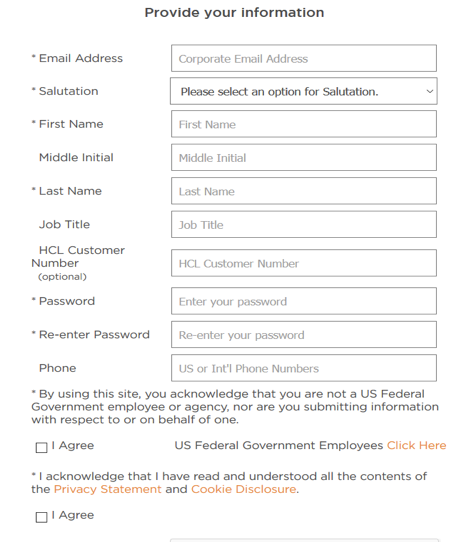 Provide your information
* Email Address
Corporate Email Address
* Salutation
Please select an option for Salutation.
* First Name
First Name
Middle Initial
Middle Initial
* Last Name
Last Name
Job Title
Job Title
HCL Customer
Number
(optional)
HCL Customer Number
* Password
Enter your password
* Re-enter Password
Re-enter your password
Phone
US or Int'l Phone Numbers
* By using this site, you acknowledge that you are not a US Federal
Government employee or agency, nor are you submitting information
with respect to or on behalf of one.
I Agree
US Federal Government Employees Click Here
* I acknowledge that I have read and understood all the contents of
the Privacy Statement and Cookie Disclosure.
I Agree